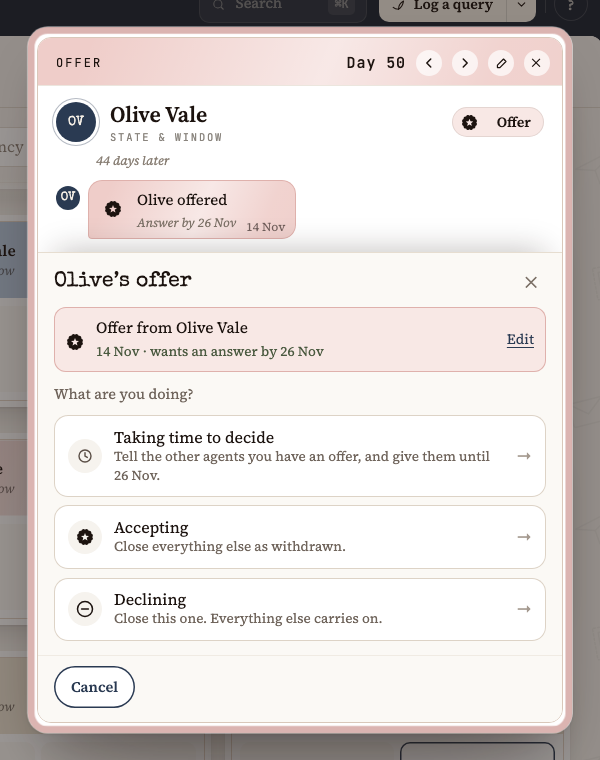 Search
⌘K
Log a query
?
OFFER
Day 50
OV
Olive Vale
STATE & WINDOW
Offer
44 days later
OV
Olive offered
Answer by 26 Nov
14 Nov
Olive's offer
Offer from Olive Vale
14 Nov · wants an answer by 26 Nov
Edit
What are you doing?
Taking time to decide
Tell the other agents you have an offer, and give them until
26 Nov.
→
Accepting
Close everything else as withdrawn.
→
Declining
Close this one. Everything else carries on.
→
Cancel